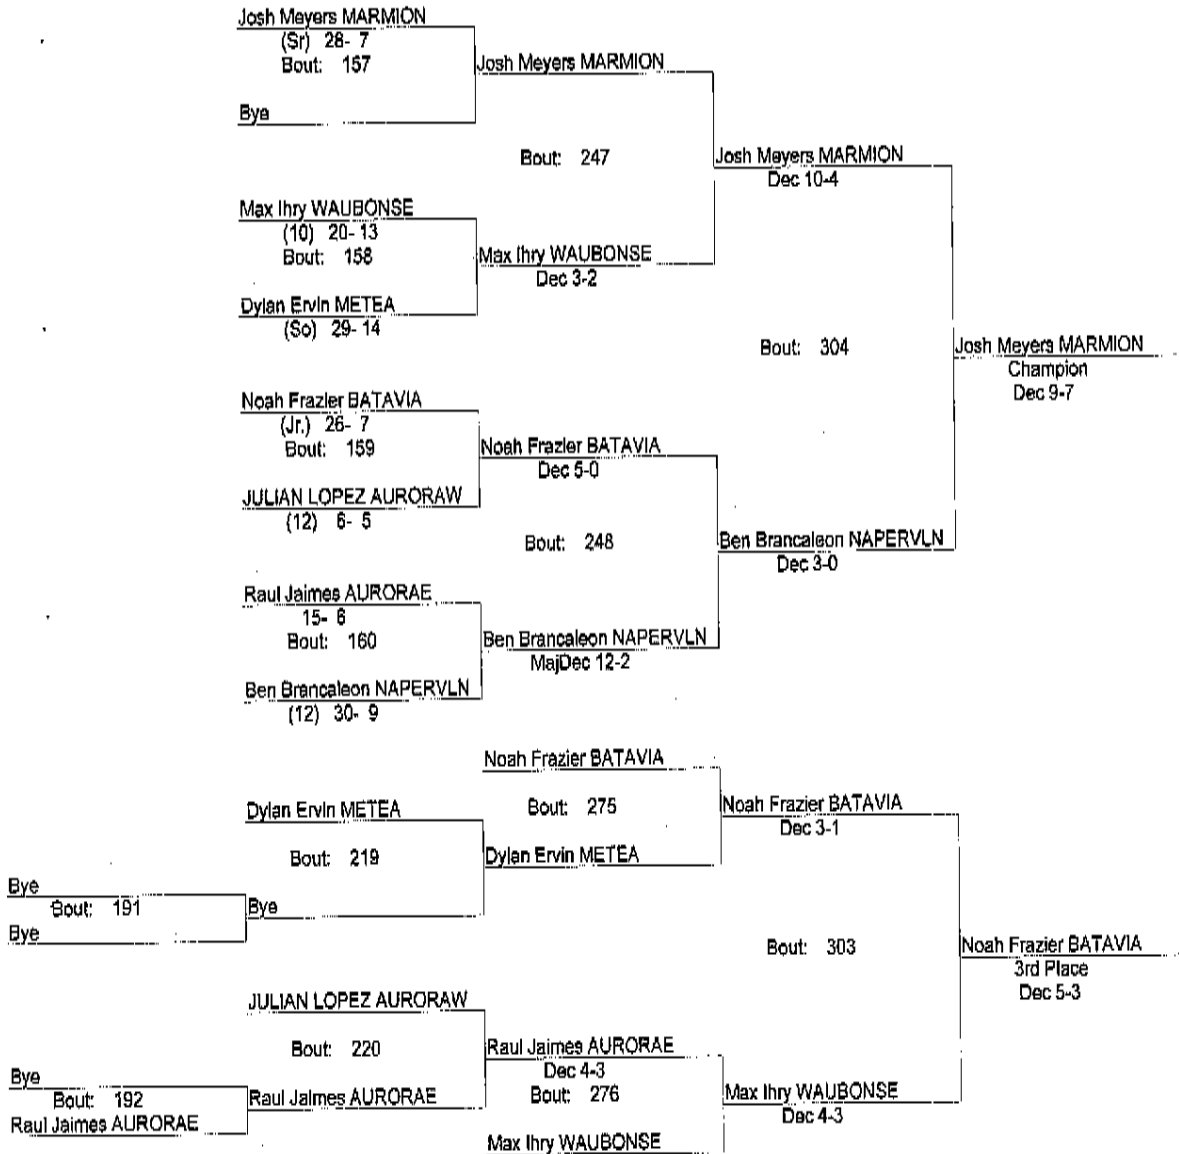 Josh Meyers MARMION
(Sr) 28- 7
Bout: 157
Josh Meyers MARMION
Bye
Bout: 247
Josh Meyers MARMION
Dec 10-4
Max Ihry WAUBONSE
(10) 20- 13
Bout: 158
Max Ihry WAUBONSE
Dec 3-2
Dylan Ervin METEA
(So) 29- 14
Bout: 304
Josh Meyers MARMION
Champion
Dec 9-7
Noah Frazier BATAVIA
(Jr.) 26- 7
Bout: 159
Noah Frazier BATAVIA
Dec 5-0
JULIAN LOPEZ AURORAW
(12) 6- 5
Bout: 248
Ben Brancaleon NAPERVLN
Dec 3-0
Raul Jaimes AURORAE
15- 6
Bout: 160
Ben Brancaleon NAPERVLN
MajDec 12-2
Ben Brancaleon NAPERVLN
(12) 30- 9
Noah Frazier BATAVIA
Bout: 275
Noah Frazier BATAVIA
Dec 3-1
Dylan Ervin METEA
Bout: 219
Dylan Ervin METEA
Bye
Bout: 191
Bye
Bye
Bout: 303
Noah Frazier BATAVIA
3rd Place
Dec 5-3
JULIAN LOPEZ AURORAW
Bout: 220
Raul Jaimes AURORAE
Dec 4-3
Bye
Bout: 192
Raul Jaimes AURORAE
Raul Jaimes AURORAE
Bout: 276
Max Ihry WAUBONSE
Dec 4-3
Max Ihry WAUBONSE